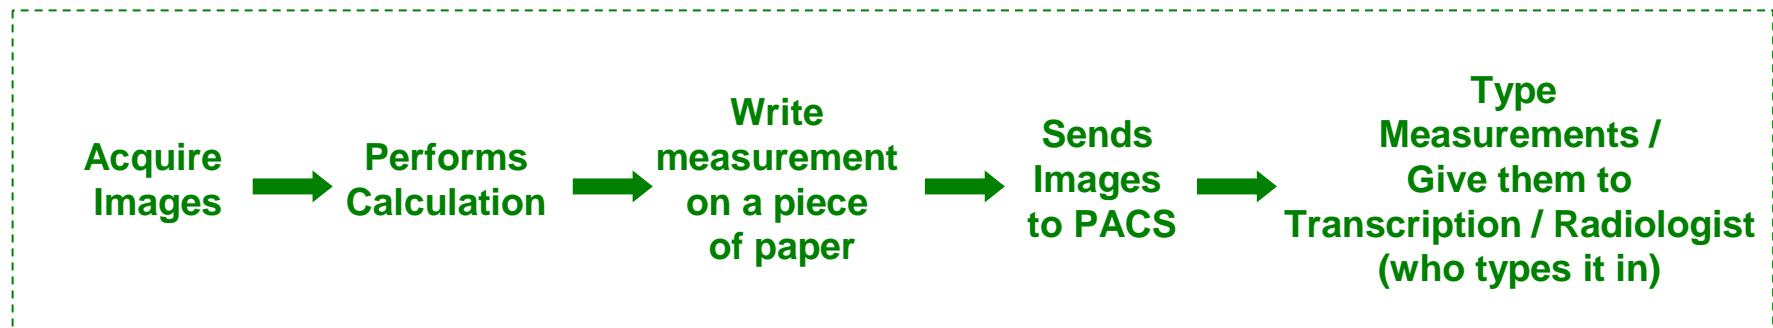 Acquire
Images
Performs
Calculation
Write
measurement
on a piece
of paper
Sends
Images
to PACS
Type
Measurements /
Give them to
Transcription / Radiologist
(who types it in)